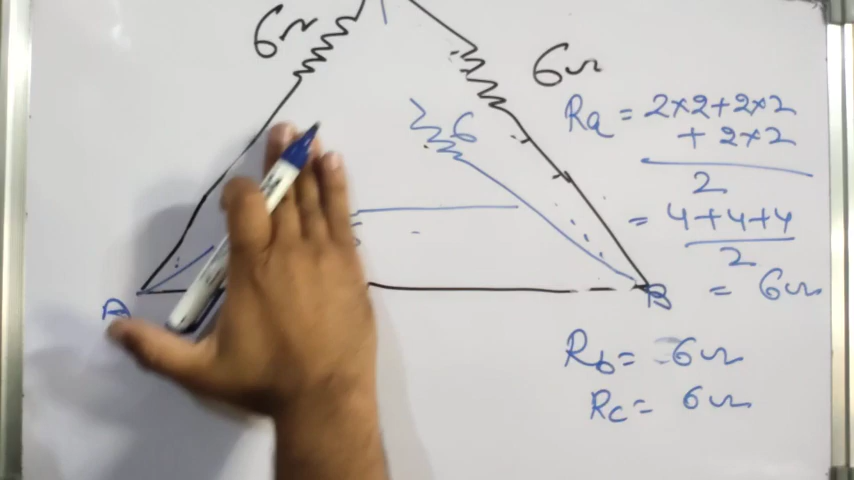 6Ω
6Ω
6
Ra = 2×2+2×2
+ 2×2
2
= 4+4+4
2
= 6Ω
A
B
Rb = 6Ω
Rc = 6Ω